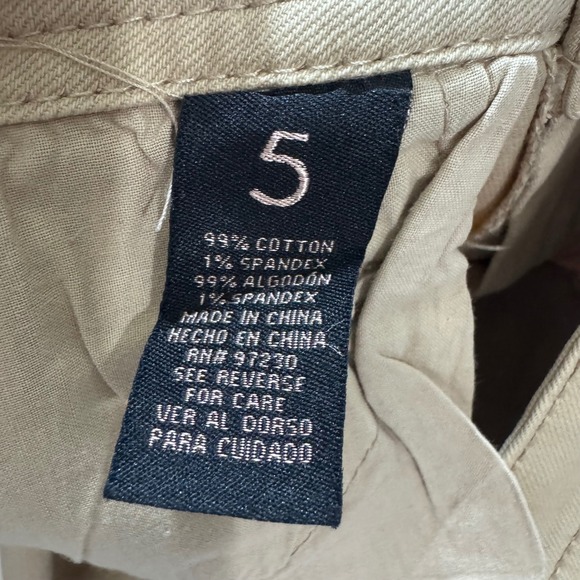 5
99% COTTON
1% SPANDEX
99% ALGODÓN
1% SPANDEX
MADE IN CHINA
HECHO EN CHINA
RN# 97230
SEE REVERSE
FOR CARE
VER AL DORSO
PARA CUIDADO